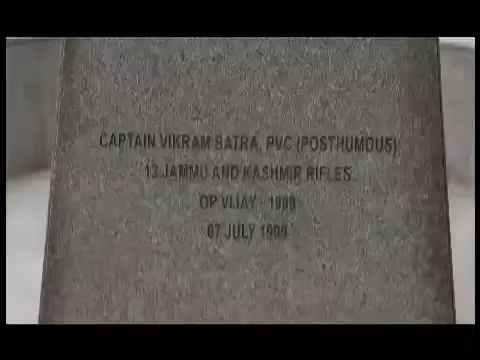 CAPTAIN VIKRAM BATRA, PVC (POSTHUMOUS)
13 JAMMU AND KASHMIR RIFLES
OP VIJAY - 1999
07 JULY 1999